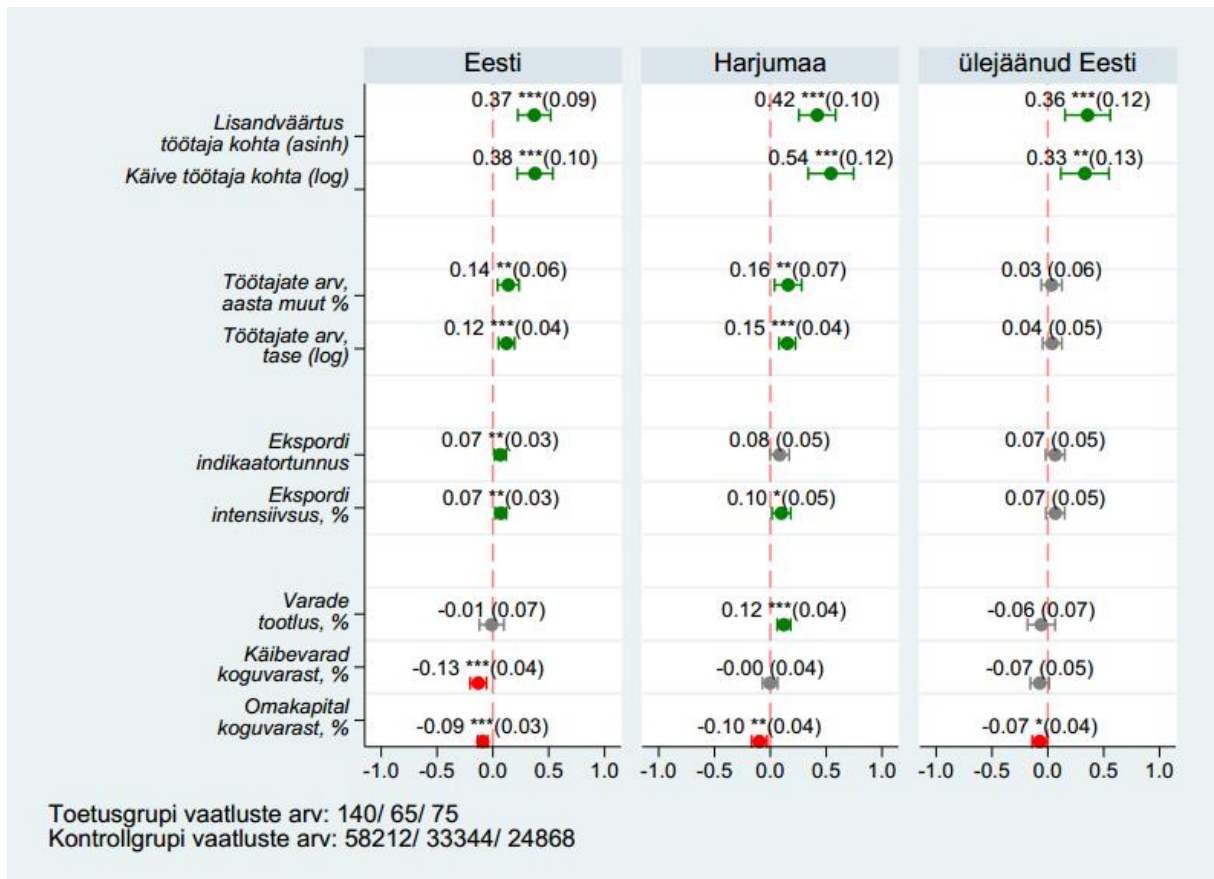 Eesti
Harjumaa
ülejäänud Eesti
Lisandväärtus
töötaja kohta (asinh)
0.37 ***(0.09)
0.42 ***(0.10)
0.36 ***(0.12)
Käive töötaja kohta (log)
0.38 ***(0.10)
0.54 ***(0.12)
0.33 **(0.13)
Töötajate arv,
aasta muut %
0.14 **(0.06)
0.16 **(0.07)
0.03 (0.06)
Töötajate arv,
tase (log)
0.12 ***(0.04)
0.15 ***(0.04)
0.04 (0.05)
Ekspordi
indikaatortunnus
0.07 **(0.03)
0.08 (0.05)
0.07 (0.05)
Ekspordi
intensiivsus, %
0.07 **(0.03)
0.10 *(0.05)
0.07 (0.05)
Varade
tootlus, %
-0.01 (0.07)
0.12 ***(0.04)
-0.06 (0.07)
Käibevarad
koguvarast, %
-0.13 ***(0.04)
-0.00 (0.04)
-0.07 (0.05)
Omakapital
koguvarast, %
-0.09 ***(0.03)
-0.10 **(0.04)
-0.07 *(0.04)
-1.0 -0.5 0.0 0.5 1.0
-1.0 -0.5 0.0 0.5 1.0
-1.0 -0.5 0.0 0.5 1.0
Toetusgrupi vaatluste arv: 140/ 65/ 75
Kontrollgrupi vaatluste arv: 58212/ 33344/ 24868